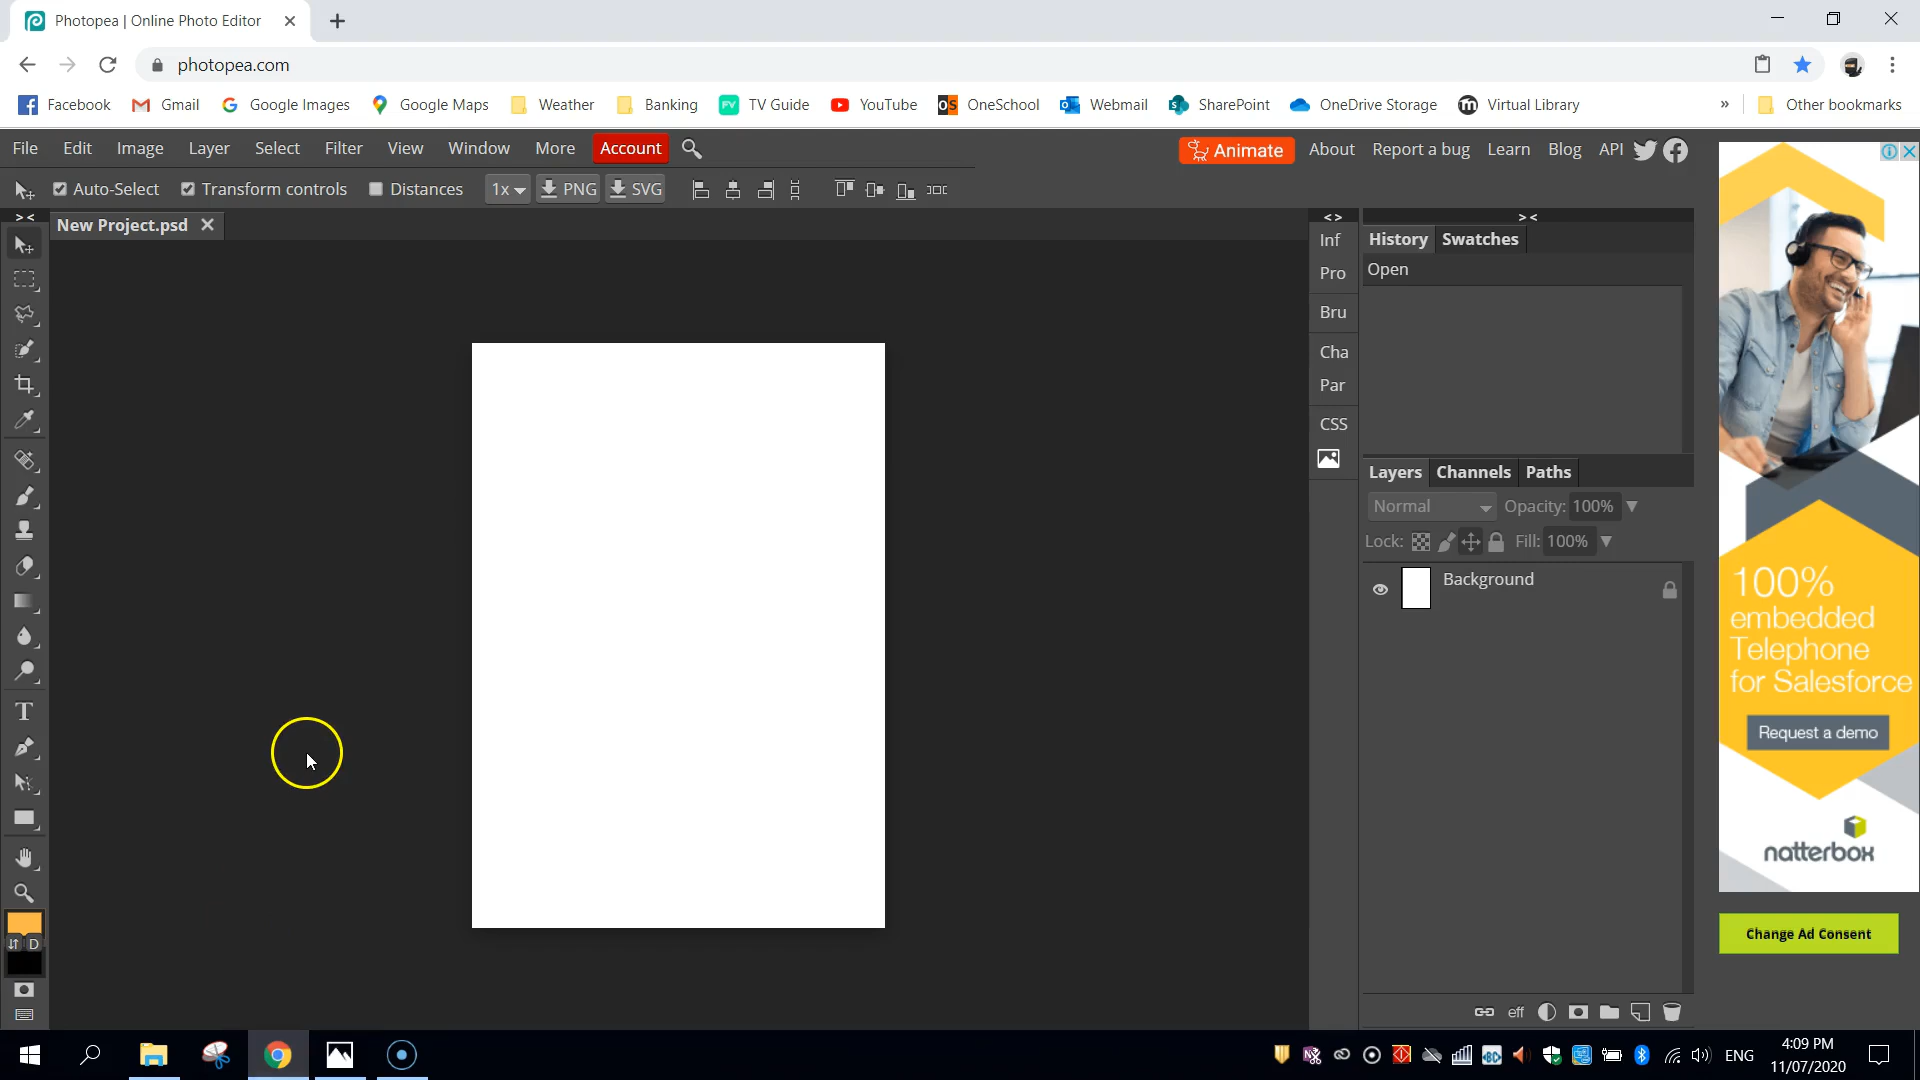 Photopea | Online Photo Editor
photopea.com
Facebook Gmail Google Images Google Maps Weather Banking TV Guide YouTube OneSchool Webmail SharePoint OneDrive Storage Virtual Library » Other bookmarks
File Edit Image Layer Select Filter View Window More Account Animate About Report a bug Learn Blog API
Auto-Select Transform controls Distances 1x PNG SVG
New Project.psd
Inf
Pro
Bru
Cha
Par
CSS
History Swatches
Open
Layers Channels Paths
Normal Opacity: 100%
Lock: Fill: 100%
Background
eff
D
100%
embedded
Telephone
for Salesforce
Request a demo
natterbox
Change Ad Consent
ENG
4:09 PM
11/07/2020